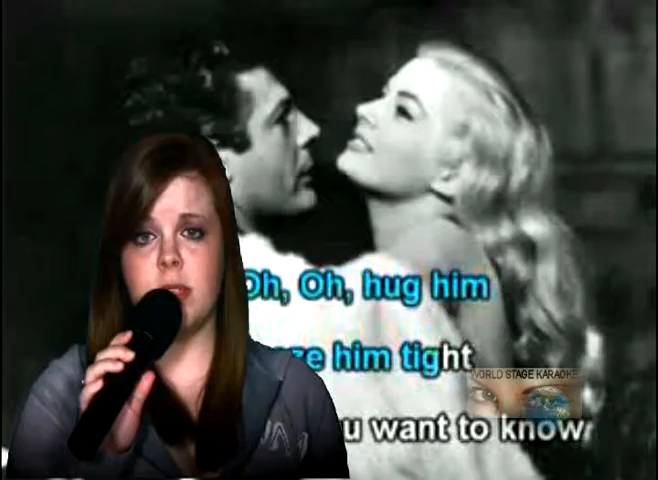 Oh, Oh, hug him
ze him tight
u want to know
WORLD STAGE KARAOKE